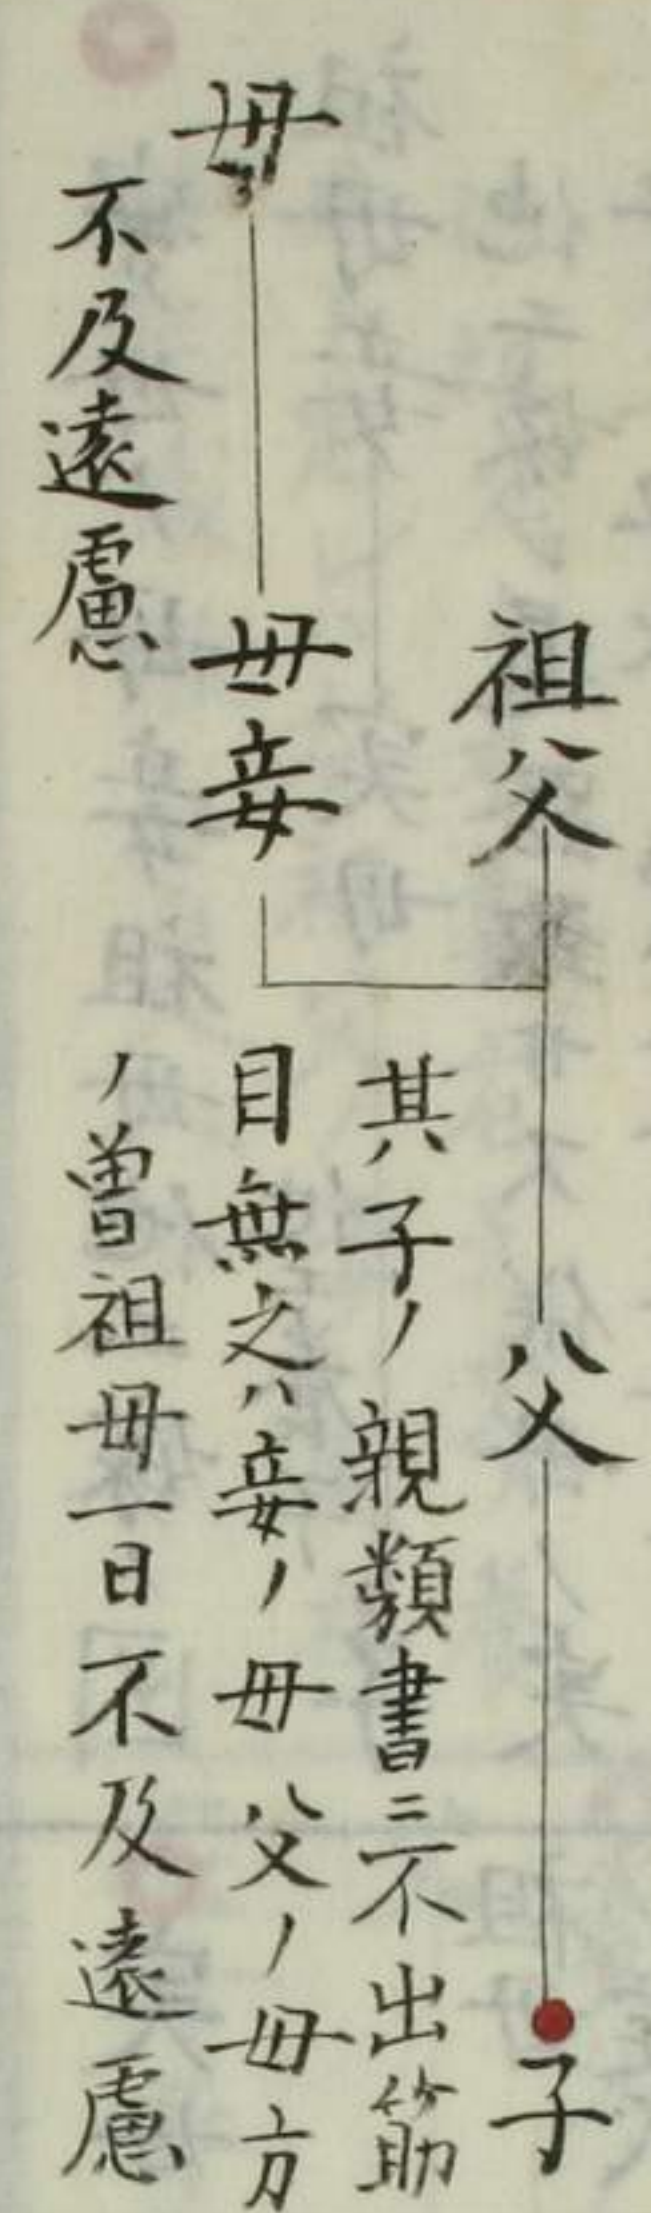 祖父
父
子
母
母妾
不及遠慮
其子ノ親類書ニ不出筋
目無之ハ妾ノ母父ノ母方
ノ曽祖母一日不及遠慮